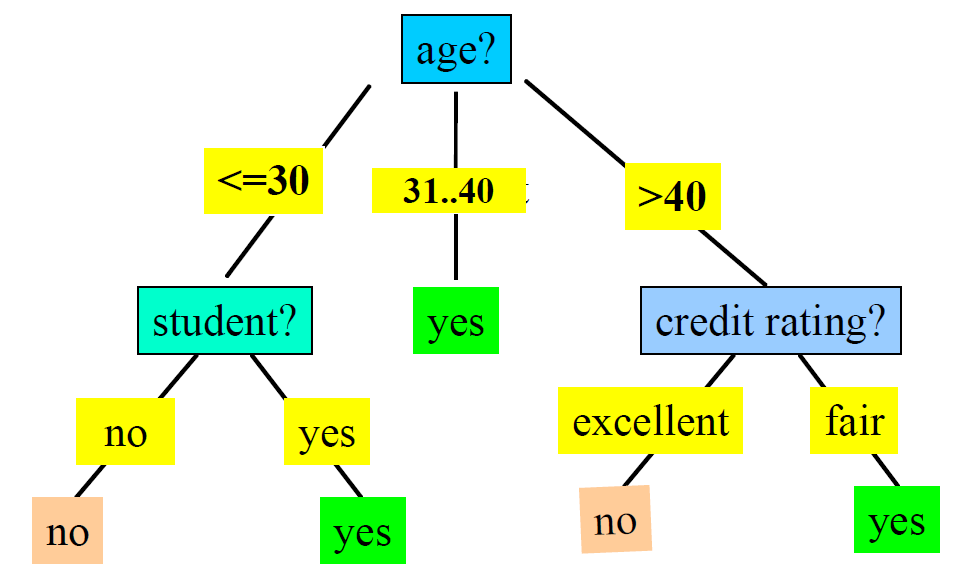 age?
<=30
31..40
>40
student?
yes
credit rating?
no
yes
excellent
fair
no
yes
no
yes